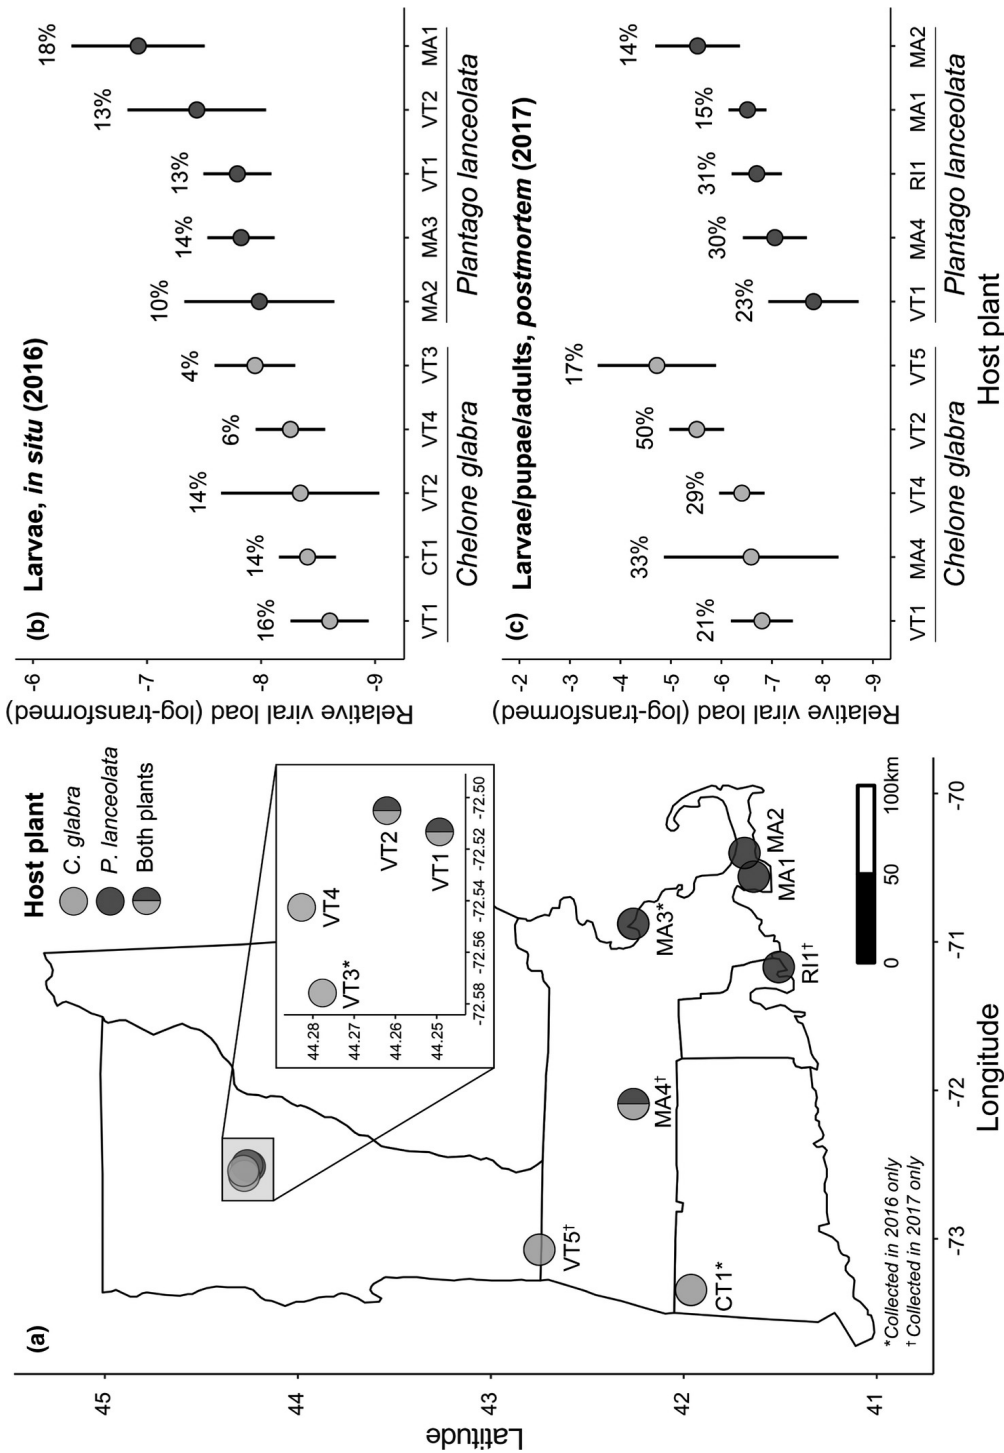 (a)
Host plant
C. glabra
P. lanceolata
Both plants
45
44
43
42
41
Latitude
-73
-72
-71
-70
Longitude
VT5†
CT1*
MA4†
MA3*
RI1†
MA1
MA2
0
50
100km
*Collected in 2016 only
†Collected in 2017 only
44.28
44.27
44.26
44.25
-72.58
-72.56
-72.54
-72.52
-72.50
VT3*
VT4
VT2
VT1
(b) Larvae, in situ (2016)
Relative viral load (log-transformed)
-6
-7
-8
-9
16%
14%
14%
6%
4%
10%
14%
13%
13%
18%
VT1
CT1
VT2
VT4
VT3
MA2
MA3
VT1
VT2
MA1
Chelone glabra
Plantago lanceolata
(c) Larvae/pupae/adults, postmortem (2017)
Relative viral load (log-transformed)
-2
-3
-4
-5
-6
-7
-8
-9
21%
33%
29%
50%
17%
23%
30%
31%
15%
14%
VT1
MA4
VT4
VT2
VT5
VT1
MA4
RI1
MA1
MA2
Chelone glabra
Plantago lanceolata
Host plant